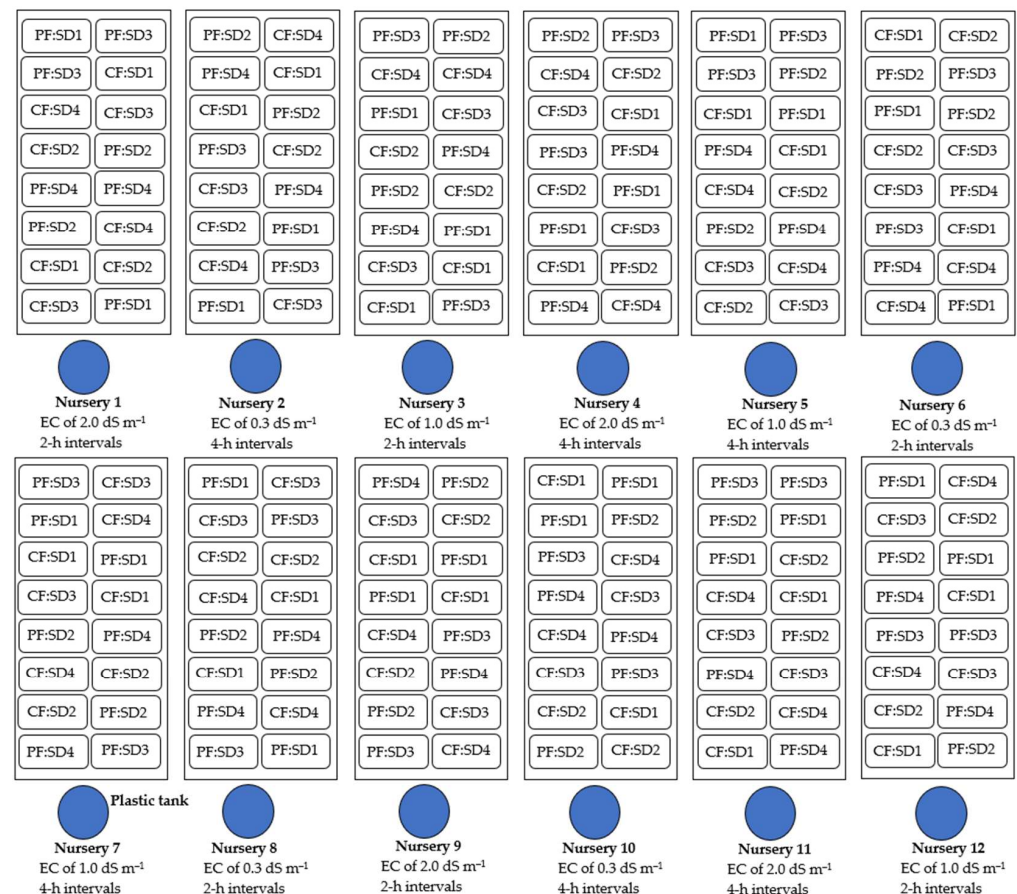 PF:SD1 PF:SD3 PF:SD2 CF:SD4 PF:SD3 PF:SD2 PF:SD2 PF:SD3 PF:SD1 PF:SD3 CF:SD1 CF:SD2
PF:SD3 CF:SD1 PF:SD4 CF:SD1 CF:SD4 CF:SD4 CF:SD4 CF:SD2 PF:SD3 PF:SD2 PF:SD2 PF:SD3
CF:SD4 CF:SD3 CF:SD1 PF:SD2 PF:SD1 CF:SD3 CF:SD3 CF:SD1 CF:SD1 PF:SD1 PF:SD1 PF:SD2
CF:SD2 PF:SD2 PF:SD3 CF:SD2 CF:SD2 PF:SD4 PF:SD3 PF:SD4 PF:SD4 CF:SD1 CF:SD2 CF:SD3
PF:SD4 PF:SD4 CF:SD3 PF:SD4 PF:SD2 CF:SD2 CF:SD2 PF:SD1 CF:SD4 CF:SD2 CF:SD3 PF:SD4
PF:SD2 CF:SD4 CF:SD2 PF:SD1 PF:SD4 PF:SD1 PF:SD1 CF:SD3 PF:SD2 PF:SD4 PF:SD3 CF:SD1
CF:SD1 CF:SD2 CF:SD4 PF:SD3 CF:SD3 CF:SD1 CF:SD1 PF:SD2 CF:SD3 CF:SD4 PF:SD4 CF:SD4
CF:SD3 PF:SD1 PF:SD1 CF:SD3 CF:SD1 PF:SD3 PF:SD4 CF:SD4 CF:SD2 CF:SD3 CF:SD4 PF:SD1
Nursery 1 Nursery 2 Nursery 3 Nursery 4 Nursery 5 Nursery 6
EC of 2.0 dS m⁻¹ EC of 0.3 dS m⁻¹ EC of 1.0 dS m⁻¹ EC of 2.0 dS m⁻¹ EC of 1.0 dS m⁻¹ EC of 0.3 dS m⁻¹
2-h intervals 4-h intervals 2-h intervals 4-h intervals 4-h intervals 2-h intervals
PF:SD3 CF:SD3 PF:SD1 CF:SD3 PF:SD4 PF:SD2 CF:SD1 PF:SD1 PF:SD3 PF:SD3 PF:SD1 CF:SD4
PF:SD1 CF:SD4 CF:SD3 PF:SD3 CF:SD3 CF:SD2 PF:SD1 PF:SD2 PF:SD2 PF:SD1 CF:SD3 CF:SD2
CF:SD1 PF:SD1 CF:SD2 CF:SD2 CF:SD1 PF:SD1 PF:SD3 CF:SD4 PF:SD1 CF:SD2 PF:SD2 PF:SD1
CF:SD3 CF:SD1 CF:SD4 CF:SD1 PF:SD1 CF:SD1 PF:SD4 CF:SD3 CF:SD4 CF:SD1 PF:SD4 CF:SD1
PF:SD2 PF:SD4 PF:SD2 PF:SD4 CF:SD4 PF:SD3 CF:SD4 PF:SD4 CF:SD3 PF:SD2 PF:SD3 PF:SD3
CF:SD4 CF:SD2 CF:SD1 PF:SD2 CF:SD2 PF:SD4 CF:SD3 PF:SD3 PF:SD4 CF:SD3 CF:SD4 CF:SD3
CF:SD2 PF:SD2 PF:SD4 CF:SD4 PF:SD2 CF:SD3 CF:SD2 CF:SD1 CF:SD2 CF:SD4 CF:SD2 PF:SD4
PF:SD4 PF:SD3 PF:SD3 PF:SD1 PF:SD3 CF:SD4 PF:SD2 CF:SD2 CF:SD1 PF:SD4 CF:SD1 PF:SD2
Plastic tank
Nursery 7 Nursery 8 Nursery 9 Nursery 10 Nursery 11 Nursery 12
EC of 1.0 dS m⁻¹ EC of 0.3 dS m⁻¹ EC of 2.0 dS m⁻¹ EC of 0.3 dS m⁻¹ EC of 2.0 dS m⁻¹ EC of 1.0 dS m⁻¹
4-h intervals 2-h intervals 2-h intervals 4-h intervals 4-h intervals 2-h intervals